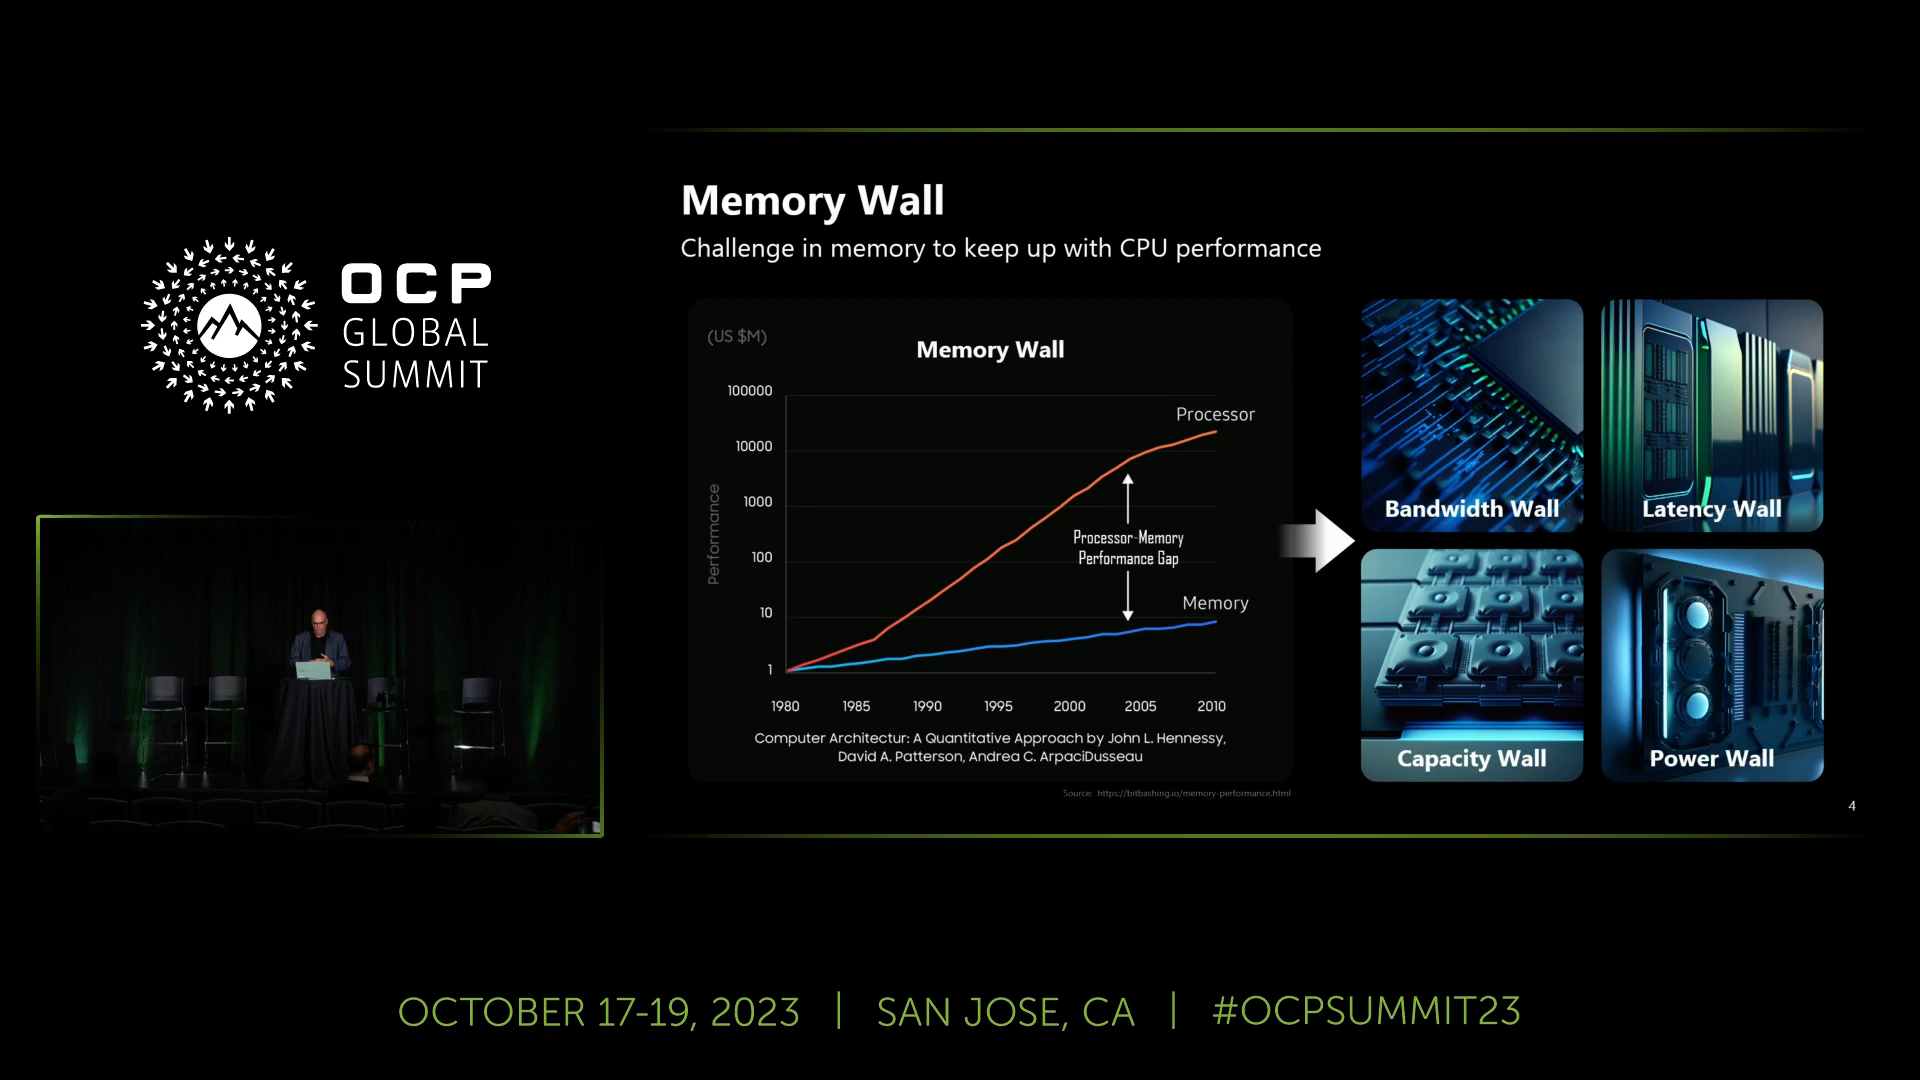 OCP
GLOBAL
SUMMIT
Memory Wall
Challenge in memory to keep up with CPU performance
(US $M)
Memory Wall
Performance
100000
10000
1000
100
10
1
1980 1985 1990 1995 2000 2005 2010
Processor
Processor-Memory
Performance Gap
Memory
Computer Architectur: A Quantitative Approach by John L. Hennessy,
David A. Patterson, Andrea C. ArpaciDusseau
Source: https://bitbashing.io/memory-performance.html
Bandwidth Wall
Latency Wall
Capacity Wall
Power Wall
4
OCTOBER 17-19, 2023 | SAN JOSE, CA | #OCPSUMMIT23